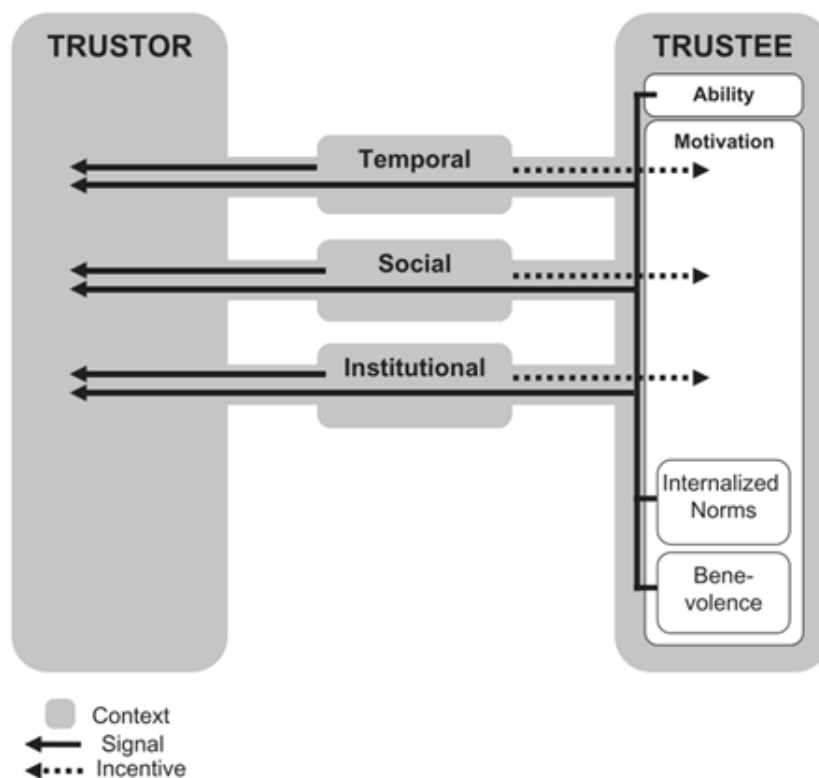 TRUSTOR
TRUSTEE
Ability
Motivation
Temporal
Social
Institutional
Internalized
Norms
Bene-
volence
Context
Signal
Incentive